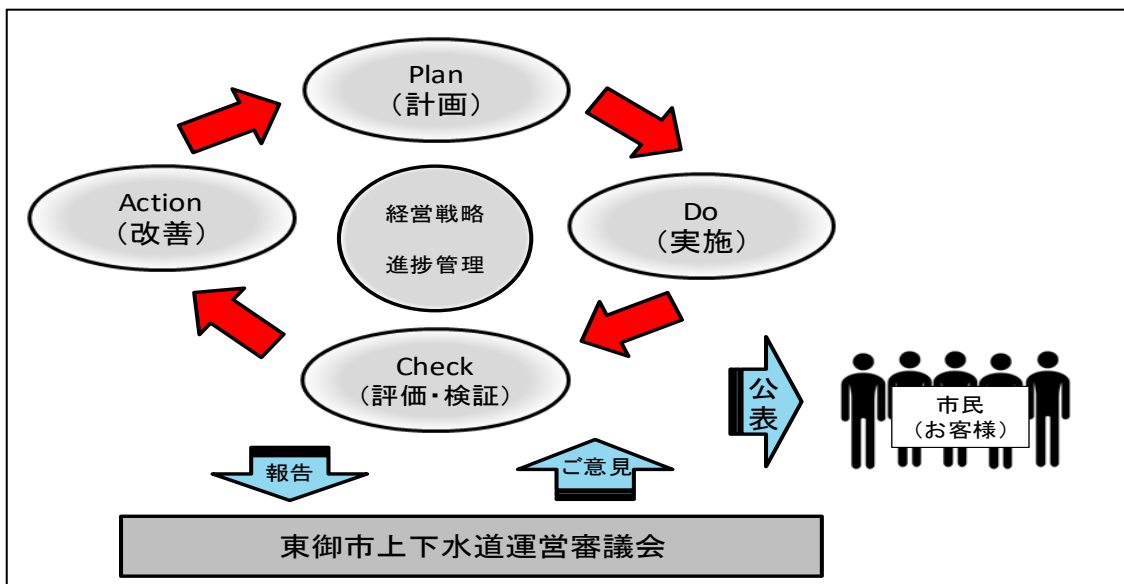 Plan
（計画）
Action
（改善）
経営戦略
進捗管理
Do
（実施）
Check
（評価・検証）
公
表
市民
（お客様）
報告
ご意見
東御市上下水道運営審議会